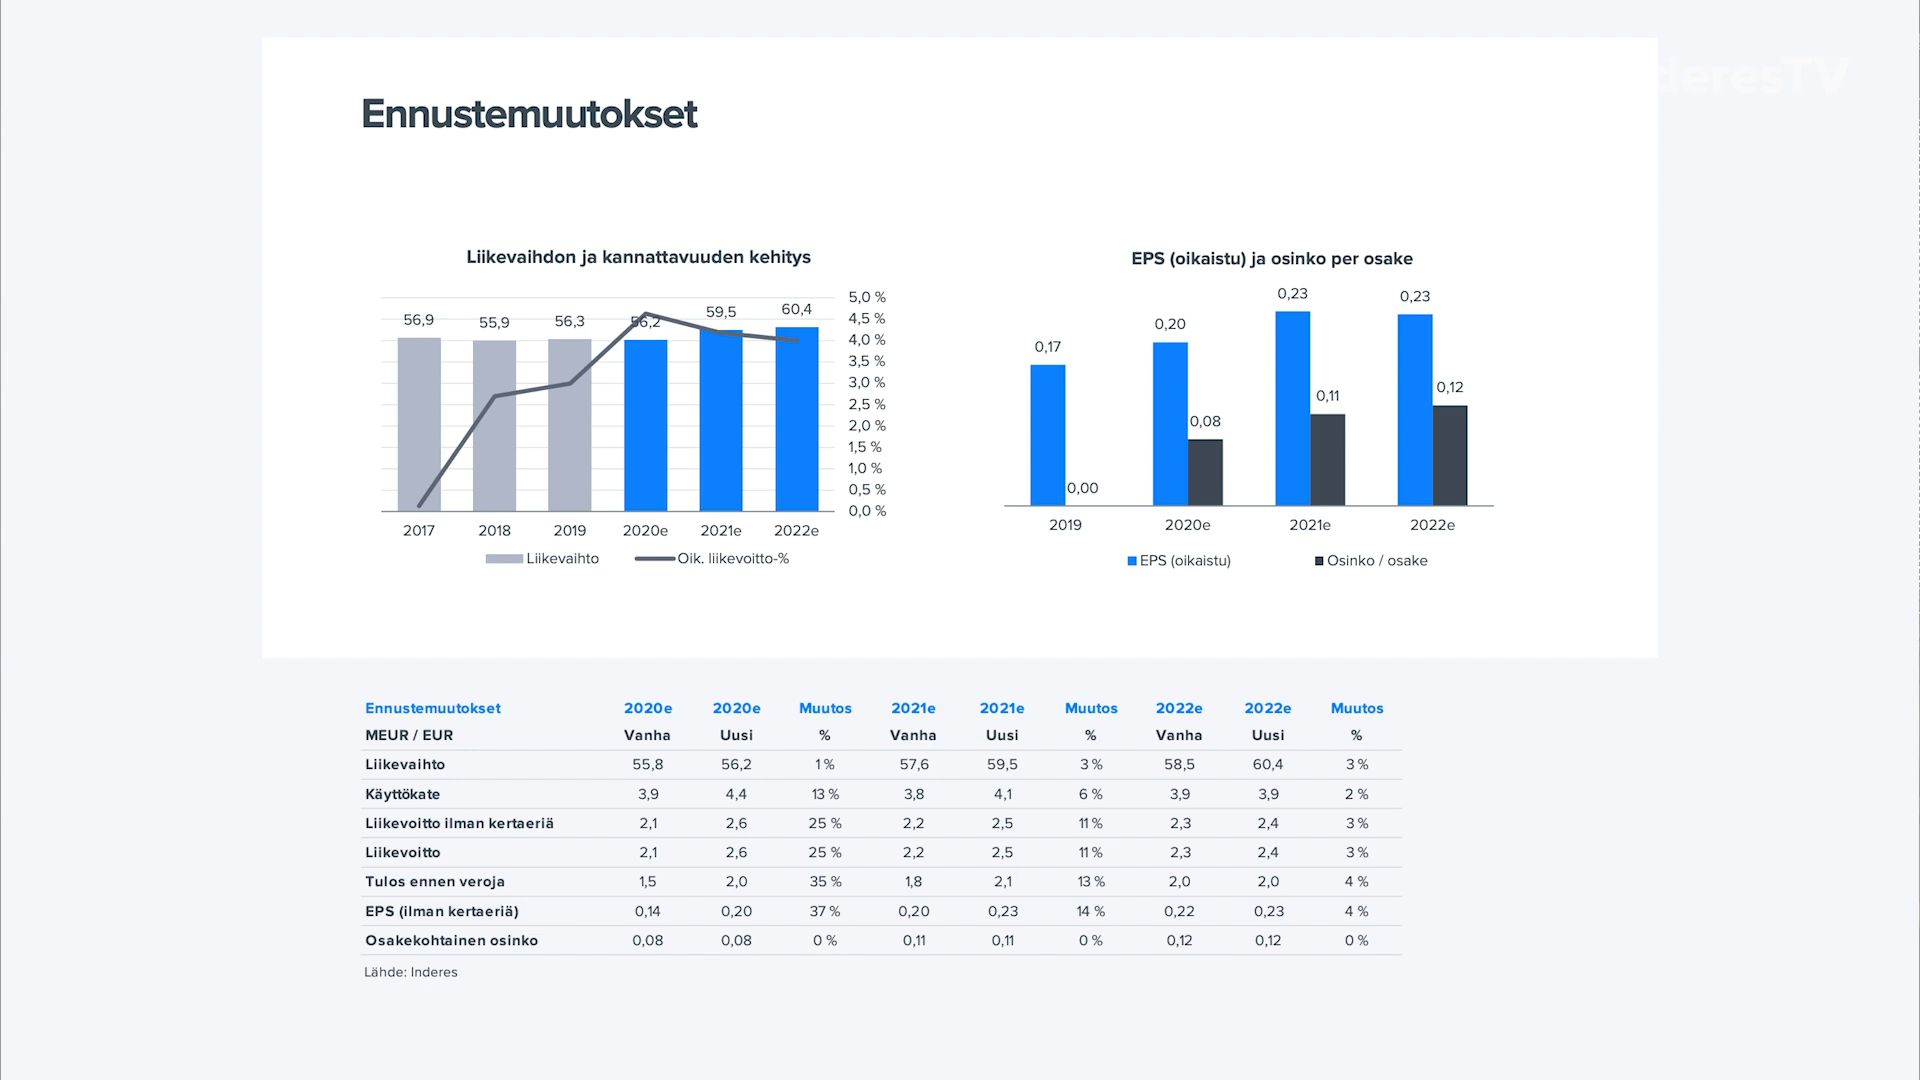 deresTV
Ennustemuutokset
Liikevaihdon ja kannattavuuden kehitys
56,9 55,9 56,3 56,2 59,5 60,4
5,0 %
4,5 %
4,0 %
3,5 %
3,0 %
2,5 %
2,0 %
1,5 %
1,0 %
0,5 %
0,0 %
2017 2018 2019 2020e 2021e 2022e
Liikevaihto Oik. liikevoitto-%
EPS (oikaistu) ja osinko per osake
0,17 0,00 0,20 0,08 0,23 0,11 0,23 0,12
2019 2020e 2021e 2022e
EPS (oikaistu) Osinko / osake
Ennustemuutokset 2020e 2020e Muutos 2021e 2021e Muutos 2022e 2022e Muutos
MEUR / EUR Vanha Uusi % Vanha Uusi % Vanha Uusi %
Liikevaihto 55,8 56,2 1 % 57,6 59,5 3 % 58,5 60,4 3 %
Käyttökate 3,9 4,4 13 % 3,8 4,1 6 % 3,9 3,9 2 %
Liikevoitto ilman kertaeriä 2,1 2,6 25 % 2,2 2,5 11 % 2,3 2,4 3 %
Liikevoitto 2,1 2,6 25 % 2,2 2,5 11 % 2,3 2,4 3 %
Tulos ennen veroja 1,5 2,0 35 % 1,8 2,1 13 % 2,0 2,0 4 %
EPS (ilman kertaeriä) 0,14 0,20 37 % 0,20 0,23 14 % 0,22 0,23 4 %
Osakekohtainen osinko 0,08 0,08 0 % 0,11 0,11 0 % 0,12 0,12 0 %
Lähde: Inderes